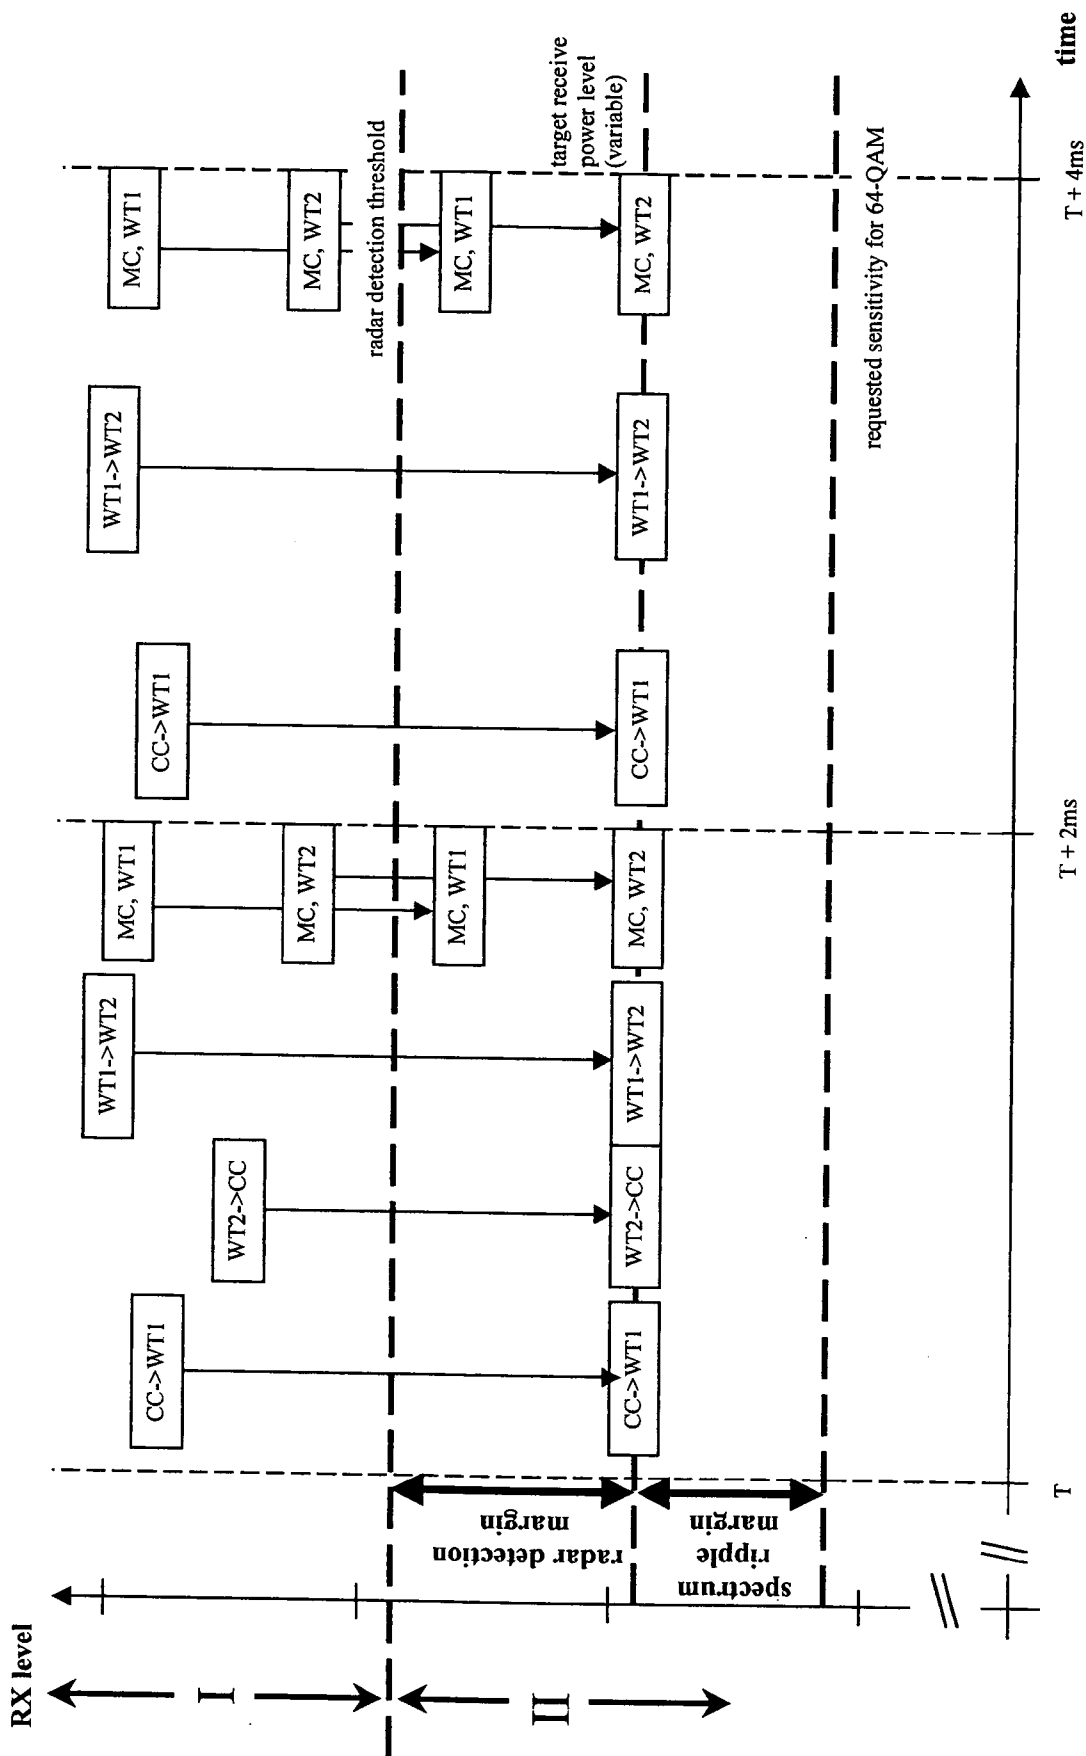 RX level
I
II
radar detection
margin
spectrum
ripple
margin
CC->WT1
WT2->CC
WT1->WT2
MC, WT1
MC, WT2
MC, WT1
CC->WT1
WT2->CC
WT1->WT2
MC, WT2
CC->WT1
WT1->WT2
MC, WT1
MC, WT2
MC, WT1
CC->WT1
WT1->WT2
MC, WT2
radar detection threshold
target receive
power level
(variable)
requested sensitivity for 64-QAM
T
T + 2ms
T + 4ms
time